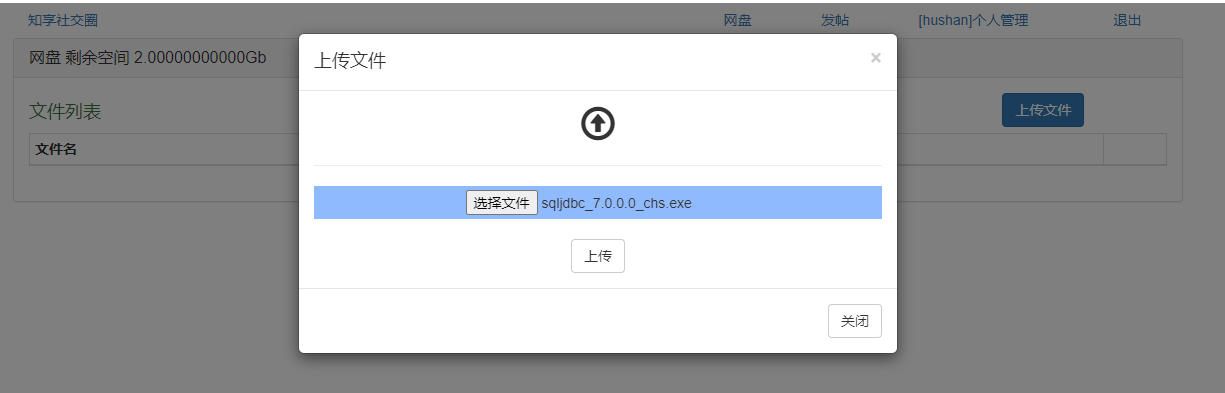 知享社交圈 网盘 发帖 [hushan]个人管理 退出
网盘 剩余空间 2.00000000000Gb
上传文件 ×
文件列表 上传文件
文件名
选择文件 sqljdbc_7.0.0.0_chs.exe
上传
关闭